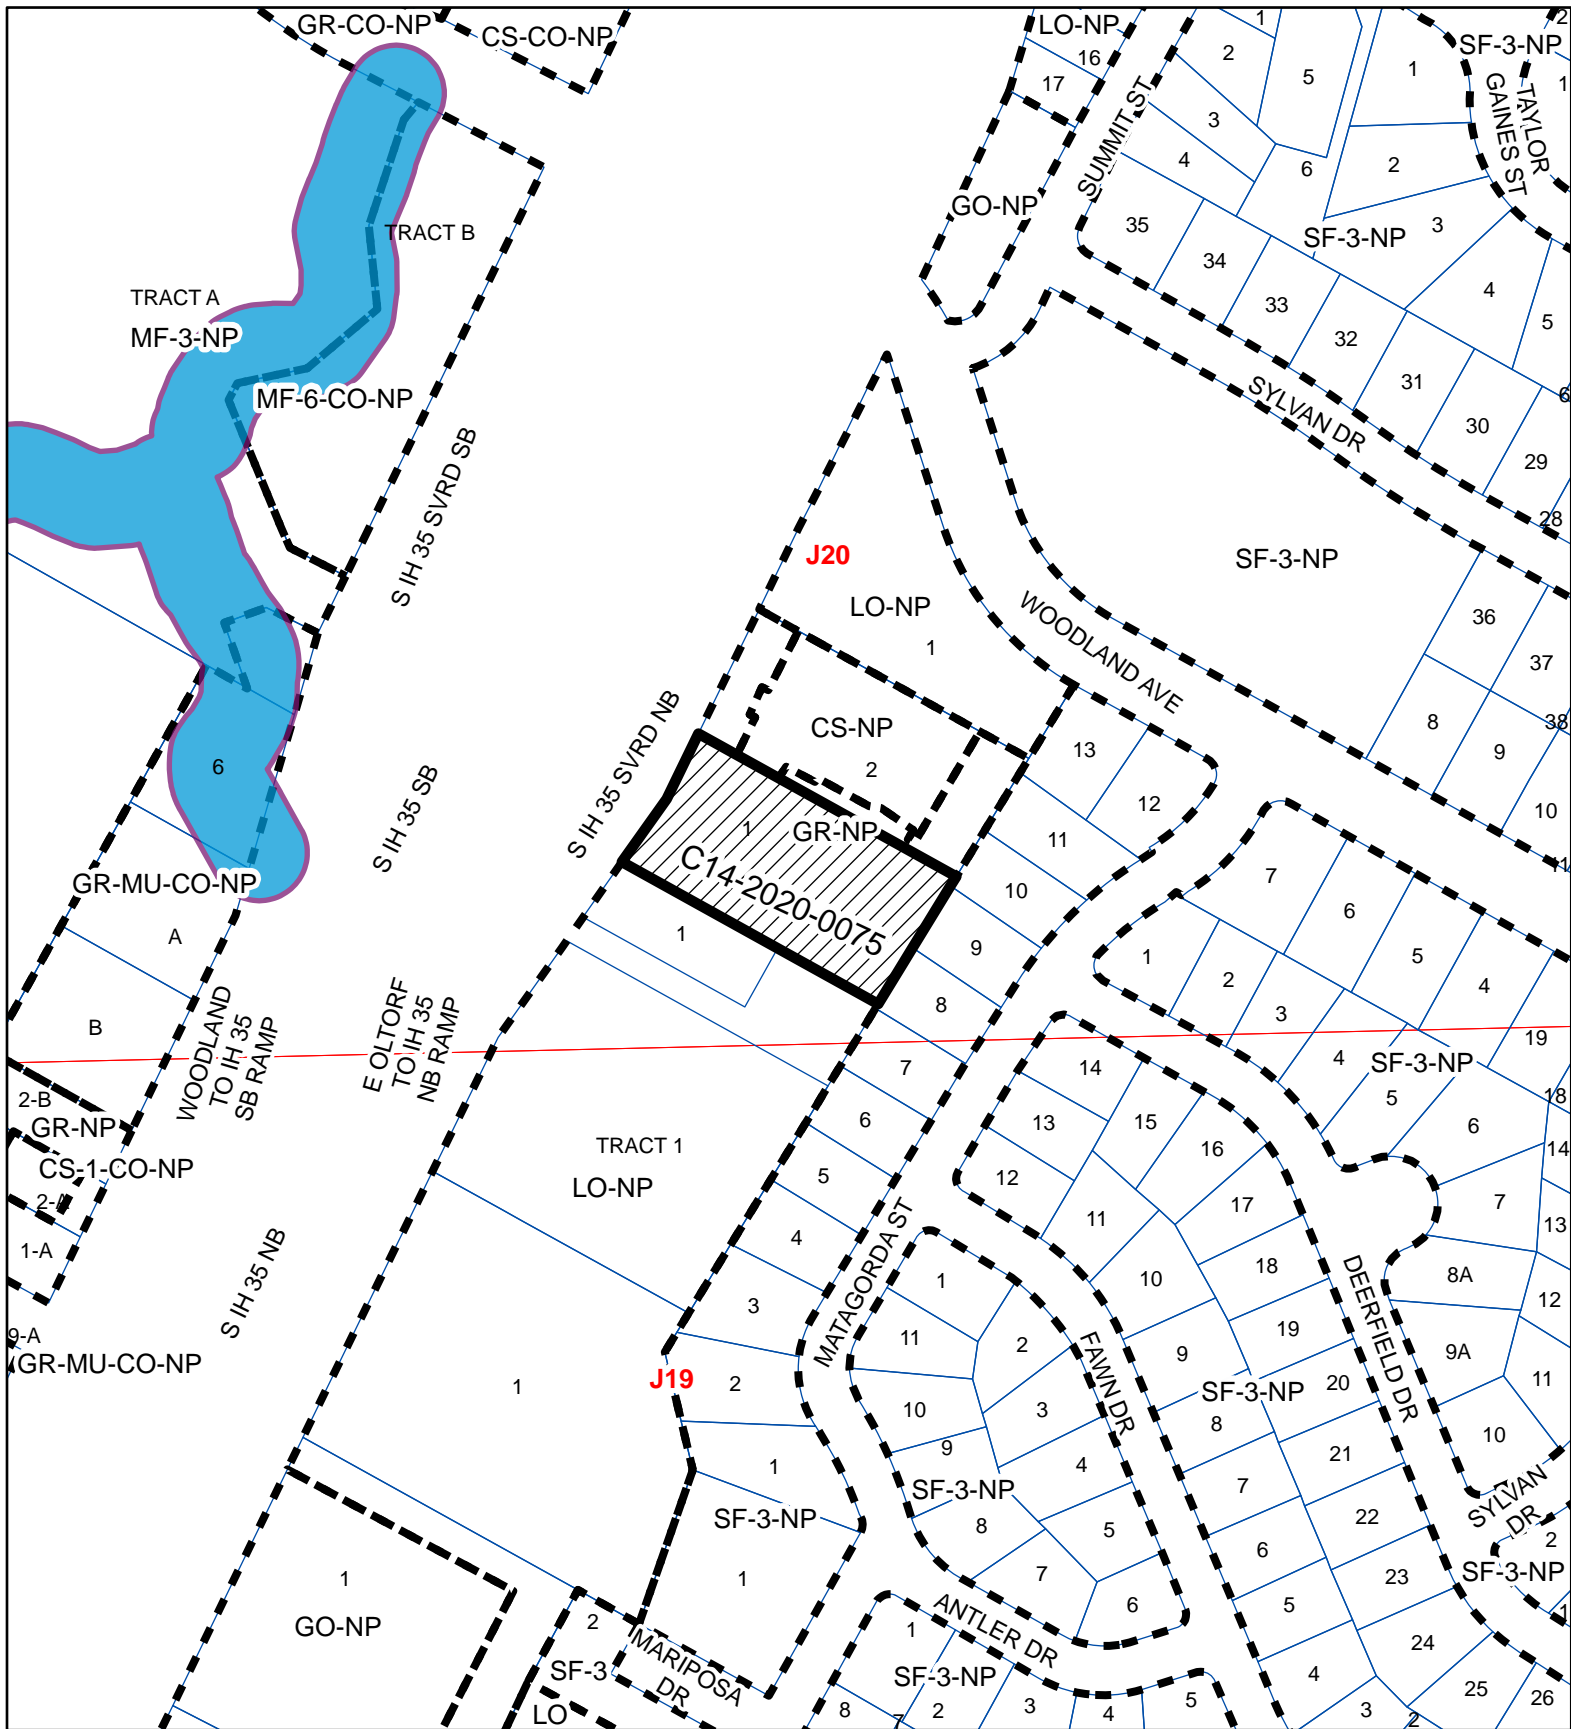 GR-CO-NP
CS-CO-NP
LO-NP
16
17
SUMMIT ST
1
2
5
3
4
6
1
2
3
SF-3-NP
2
1
TAYLOR
GAINES ST
GO-NP
35
34
33
32
31
30
29
28
SF-3-NP
4
5
6
TRACT B
TRACT A
MF-3-NP
MF-6-CO-NP
S IH 35 SVRD SB
SYLVAN DR
J20
LO-NP
1
SF-3-NP
WOODLAND AVE
36
37
38
8
9
10
11
CS-NP
2
S IH 35 SVRD NB
13
12
11
10
9
8
7
6
5
4
3
2
1
6
S IH 35 SB
1
GR-NP
C14-2020-0075
1
GR-MU-CO-NP
A
B
WOODLAND
TO IH 35
SB RAMP
E OLTORF
TO IH 35
NB RAMP
7
6
5
4
1
2
3
4
5
19
18
SF-3-NP
6
14
7
13
8A
12
9A
11
10
2-B
GR-NP
CS-1-CO-NP
2-A
1-A
9-A
GR-MU-CO-NP
S IH 35 NB
TRACT 1
LO-NP
14
13
12
15
16
11
17
10
18
9
19
8
20
7
21
6
22
5
23
4
24
3
25
2
26
SF-3-NP
MATAGORDA ST
FAWN DR
DEERFIELD DR
1
J19
1
11
2
10
3
9
4
SF-3-NP
8
5
7
6
SF-3-NP
1
SYLVAN
DR
2
SF-3-NP
1
1
GO-NP
2
SF-3
LO
MARIPOSA
DR
ANTLER DR
1
SF-3-NP
8
7
2
3
4
5